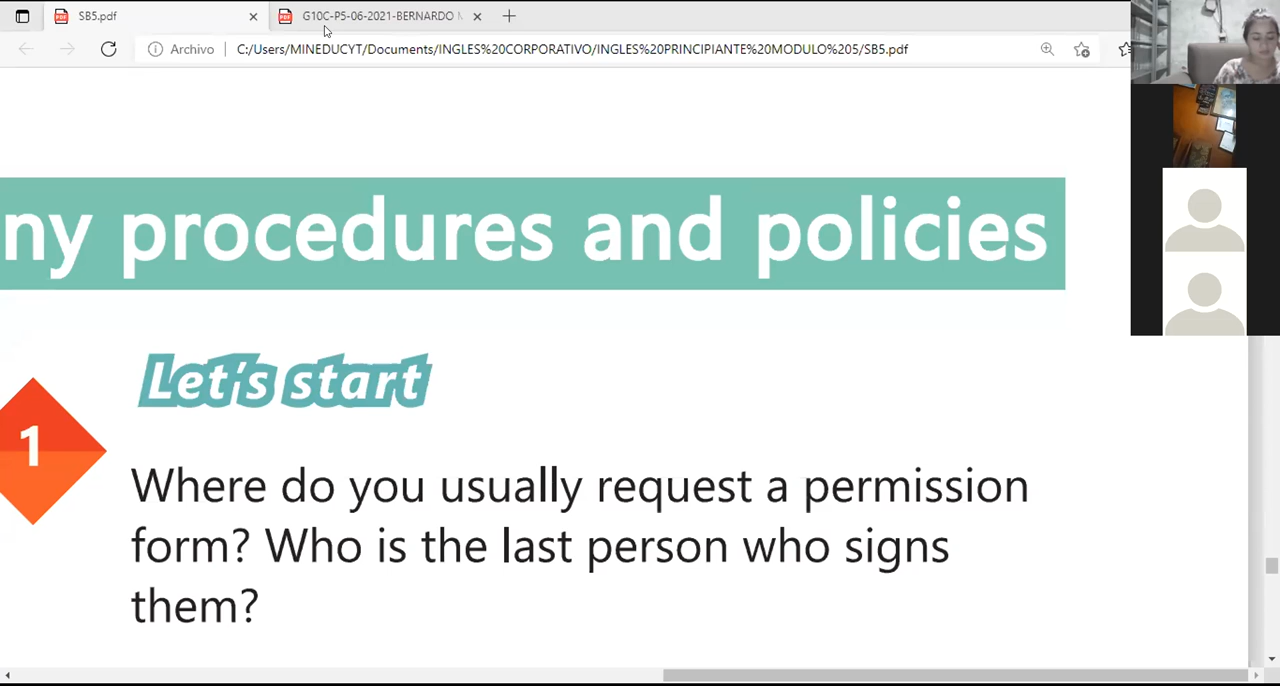 SB5.pdf
G10C-P5-06-2021-BERNARDO
Archivo
C:/Users/MINEDUCYT/Documents/INGLES%20CORPORATIVO/INGLES%20PRINCIPIANTE%20MODULO%205/SB5.pdf
ny procedures and policies
Let's start
1
Where do you usually request a permission
form? Who is the last person who signs
them?